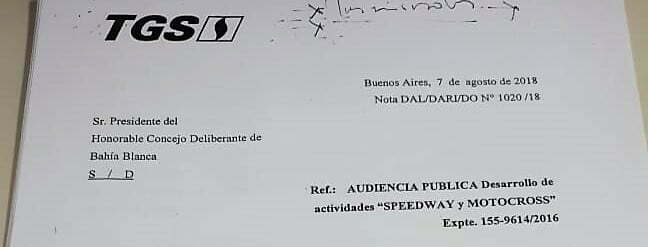 TGS
Buenos Aires, 7 de agosto de 2018
Nota DAL/DARI/DO Nº 1020 /18
Sr. Presidente del
Honorable Concejo Deliberante de
Bahía Blanca
S / D
Ref.: AUDIENCIA PUBLICA Desarrollo de
actividades “SPEEDWAY y MOTOCROSS”
Expte. 155-9614/2016